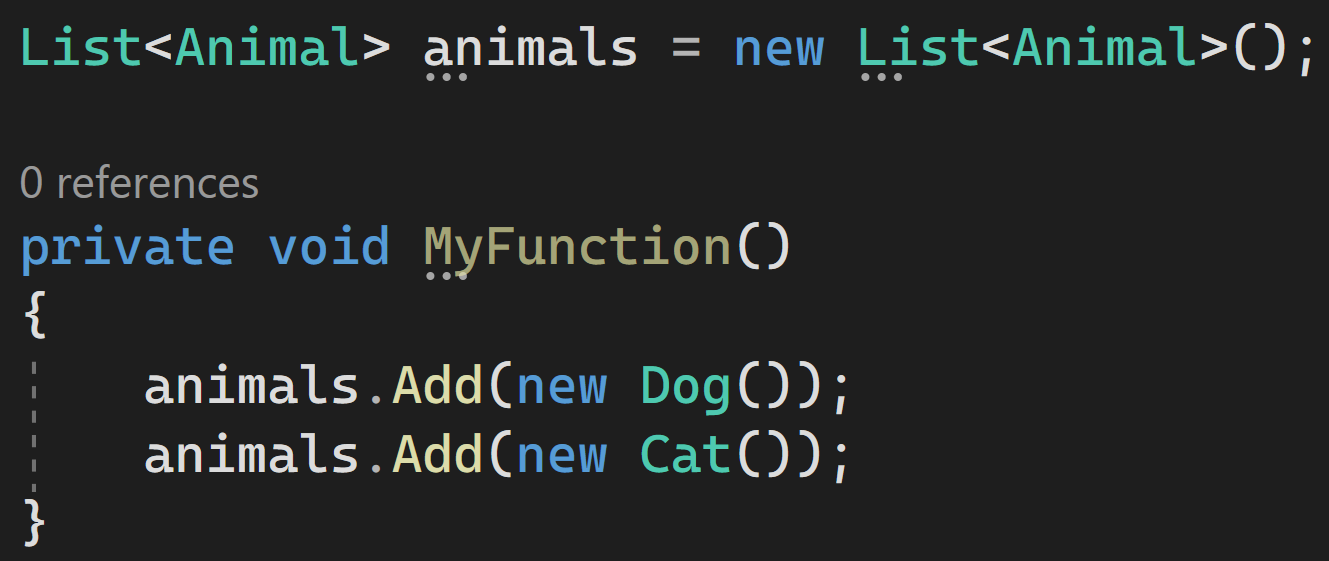 List<Animal> animals = new List<Animal>();
0 references
private void MyFunction()
{
animals.Add(new Dog());
animals.Add(new Cat());
}